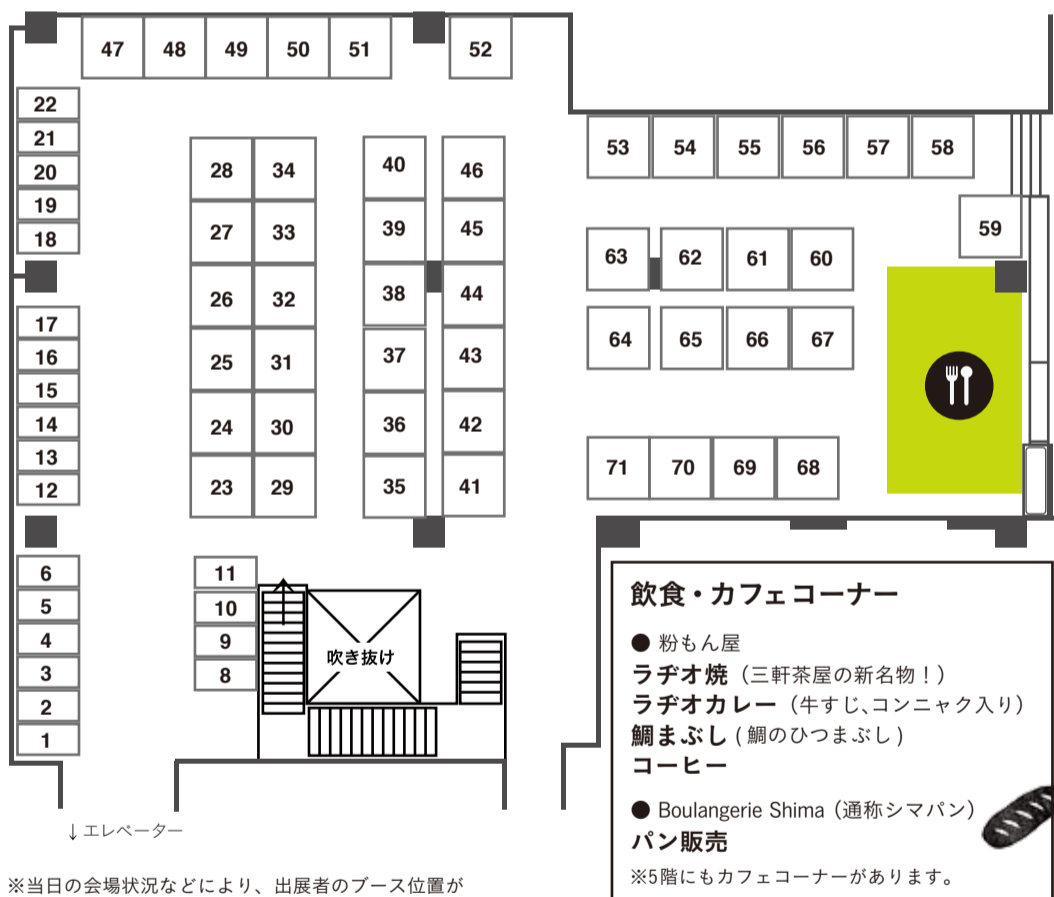 47 48 49 50 51 52
22
21
20
19
18
17
16
15
14
13
12
6
5
4
3
2
1
28 34
27 33
26 32
25 31
24 30
23 29
40 46
39 45
38 44
37 43
36 42
35 41
11
10
9
8
吹き抜け
53 54 55 56 57 58
59
63 62 61 60
64 65 66 67
71 70 69 68
↓エレベーター
※当日の会場状況などにより、出展者のブース位置が
飲食・カフェコーナー
● 粉もん屋
ラヂオ焼（三軒茶屋の新名物！）
ラヂオカレー（牛すじ、コンニャク入り）
鯛まぶし(鯛のひつまぶし)
コーヒー
● Boulangerie Shima（通称シマパン）
パン販売
※5階にもカフェコーナーがあります。